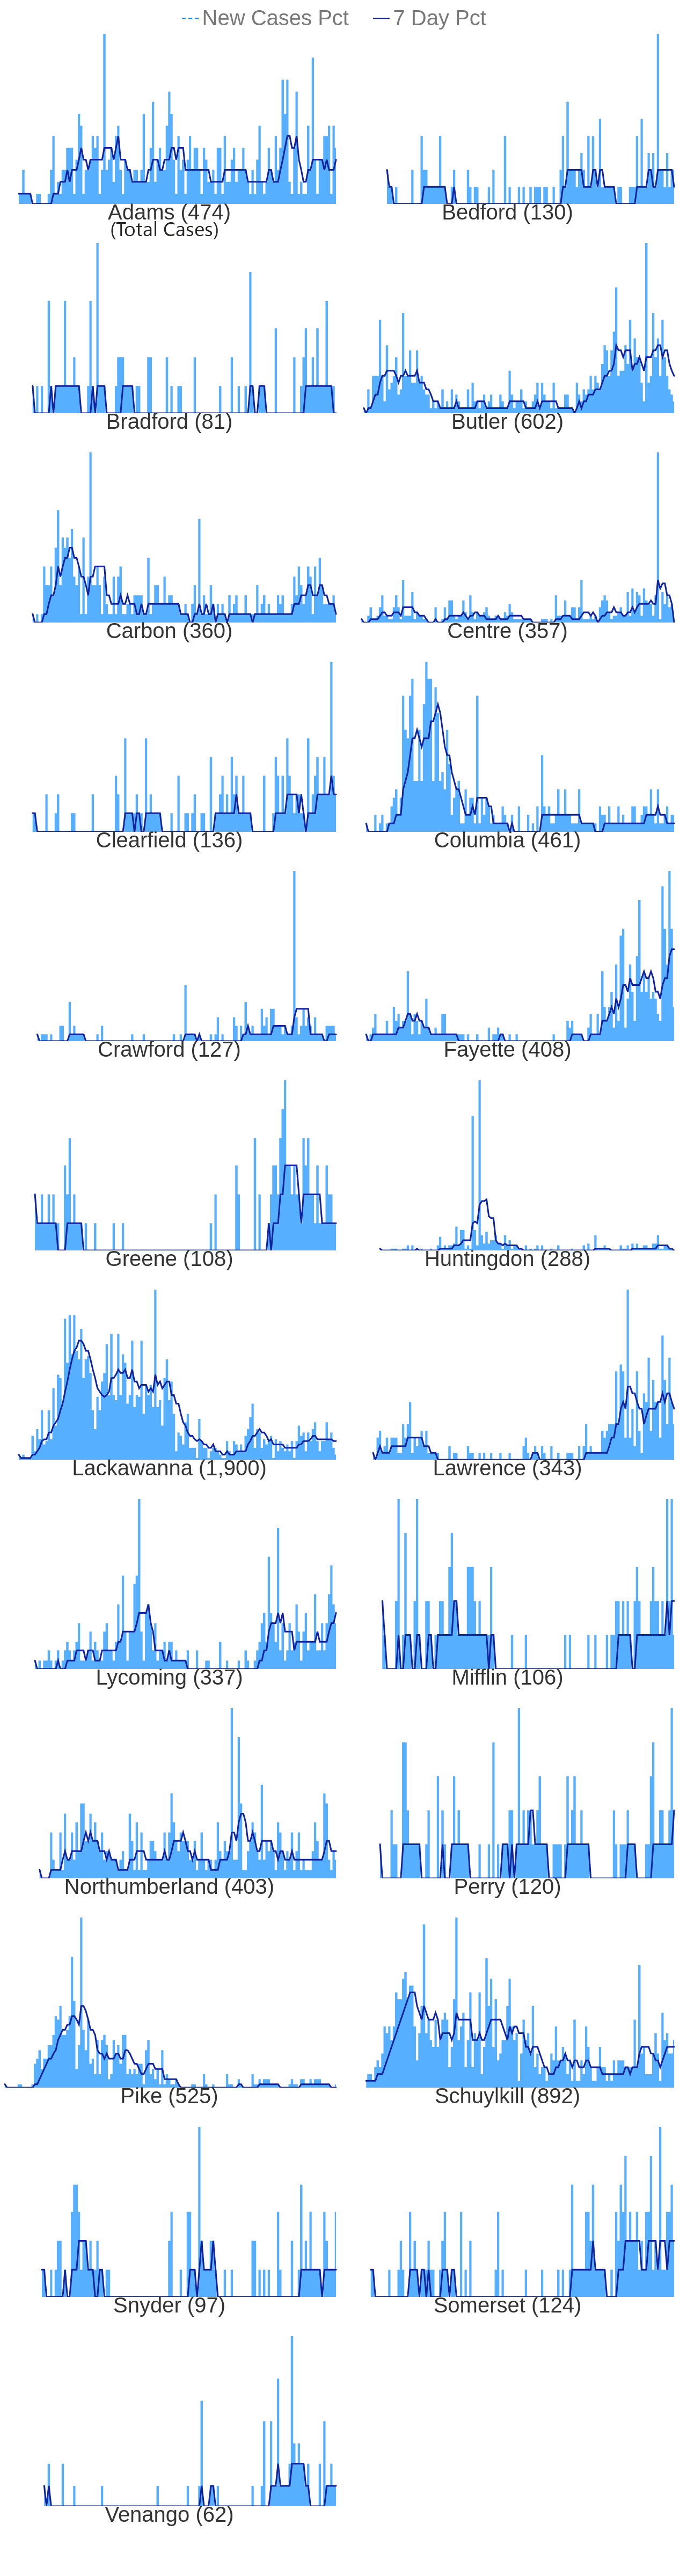 New Cases Pct 7 Day Pct
Adams (474) Bedford (130)
(Total Cases)
Bradford (81) Butler (602)
Carbon (360) Centre (357)
Clearfield (136) Columbia (461)
Crawford (127) Fayette (408)
Greene (108) Huntingdon (288)
Lackawanna (1,900) Lawrence (343)
Lycoming (337) Mifflin (106)
Northumberland (403) Perry (120)
Pike (525) Schuylkill (892)
Snyder (97) Somerset (124)
Venango (62)